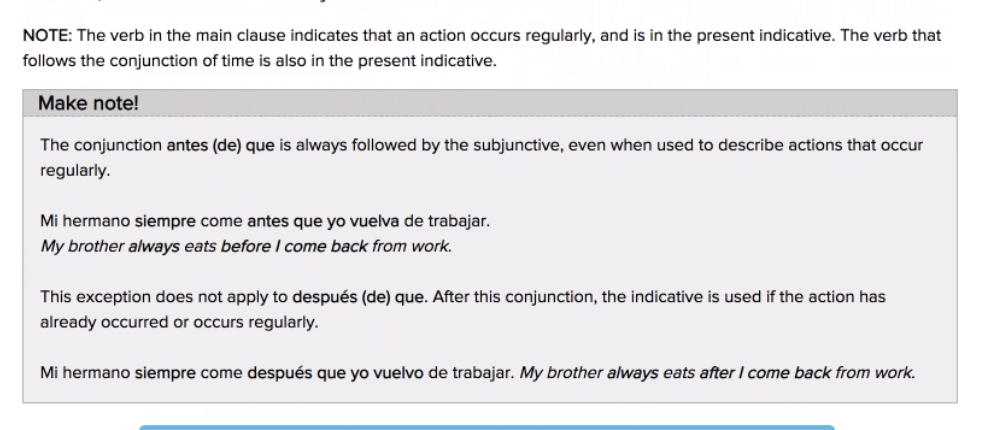 NOTE: The verb in the main clause indicates that an action occurs regularly, and is in the present indicative. The verb that
follows the conjunction of time is also in the present indicative.
Make note!
The conjunction antes (de) que is always followed by the subjunctive, even when used to describe actions that occur
regularly.
Mi hermano siempre come antes que yo vuelva de trabajar.
My brother always eats before I come back from work.
This exception does not apply to después (de) que. After this conjunction, the indicative is used if the action has
already occurred or occurs regularly.
Mi hermano siempre come después que yo vuelvo de trabajar. My brother always eats after I come back from work.